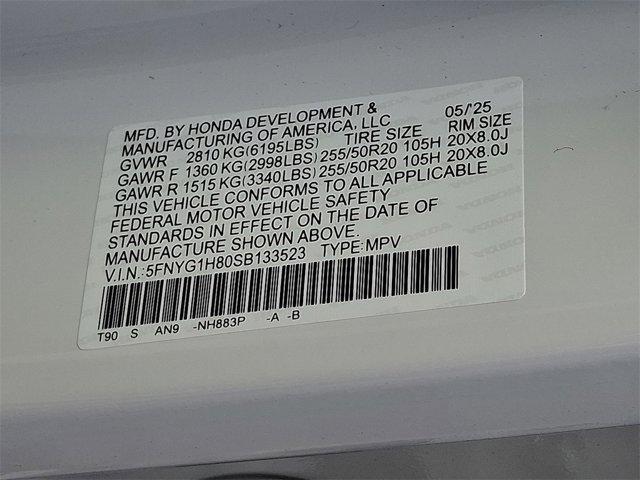 MFD. BY HONDA DEVELOPMENT &
MANUFACTURING OF AMERICA, LLC 05/'25
GVWR 2810 KG(6195LBS) TIRE SIZE RIM SIZE
GAWR F 1360 KG(2998LBS) 255/50R20 105H 20X8.0J
GAWR R 1515 KG(3340LBS) 255/50R20 105H 20X8.0J
THIS VEHICLE CONFORMS TO ALL APPLICABLE
FEDERAL MOTOR VEHICLE SAFETY
STANDARDS IN EFFECT ON THE DATE OF
MANUFACTURE SHOWN ABOVE.
V.I.N.:5FNYG1H80SB133523 TYPE:MPV
T90 S AN9 -NH883P -A -B